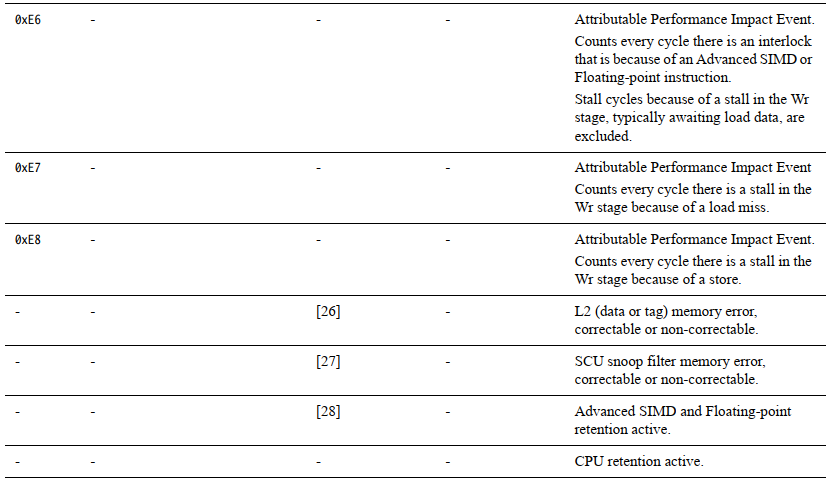 0xE6 - - - Attributable Performance Impact Event.
Counts every cycle there is an interlock
that is because of an Advanced SIMD or
Floating-point instruction.
Stall cycles because of a stall in the Wr
stage, typically awaiting load data, are
excluded.
0xE7 - - - Attributable Performance Impact Event
Counts every cycle there is a stall in the
Wr stage because of a load miss.
0xE8 - - - Attributable Performance Impact Event.
Counts every cycle there is a stall in the
Wr stage because of a store.
- - [26] - L2 (data or tag) memory error,
correctable or non-correctable.
- - [27] - SCU snoop filter memory error,
correctable or non-correctable.
- - [28] - Advanced SIMD and Floating-point
retention active.
- - - - CPU retention active.